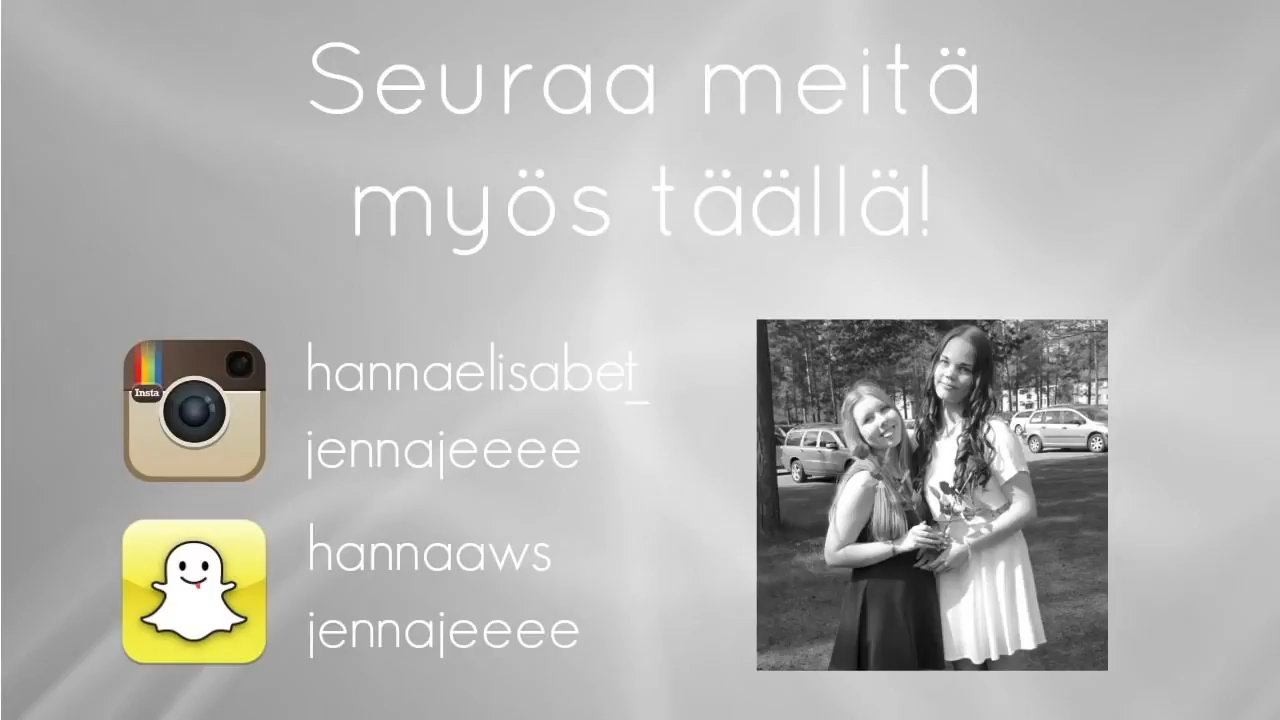 Seuraa meitä
myös täällä!
Insta
hannaelisabet_
jennajeeee
hannaaws
jennajeeee